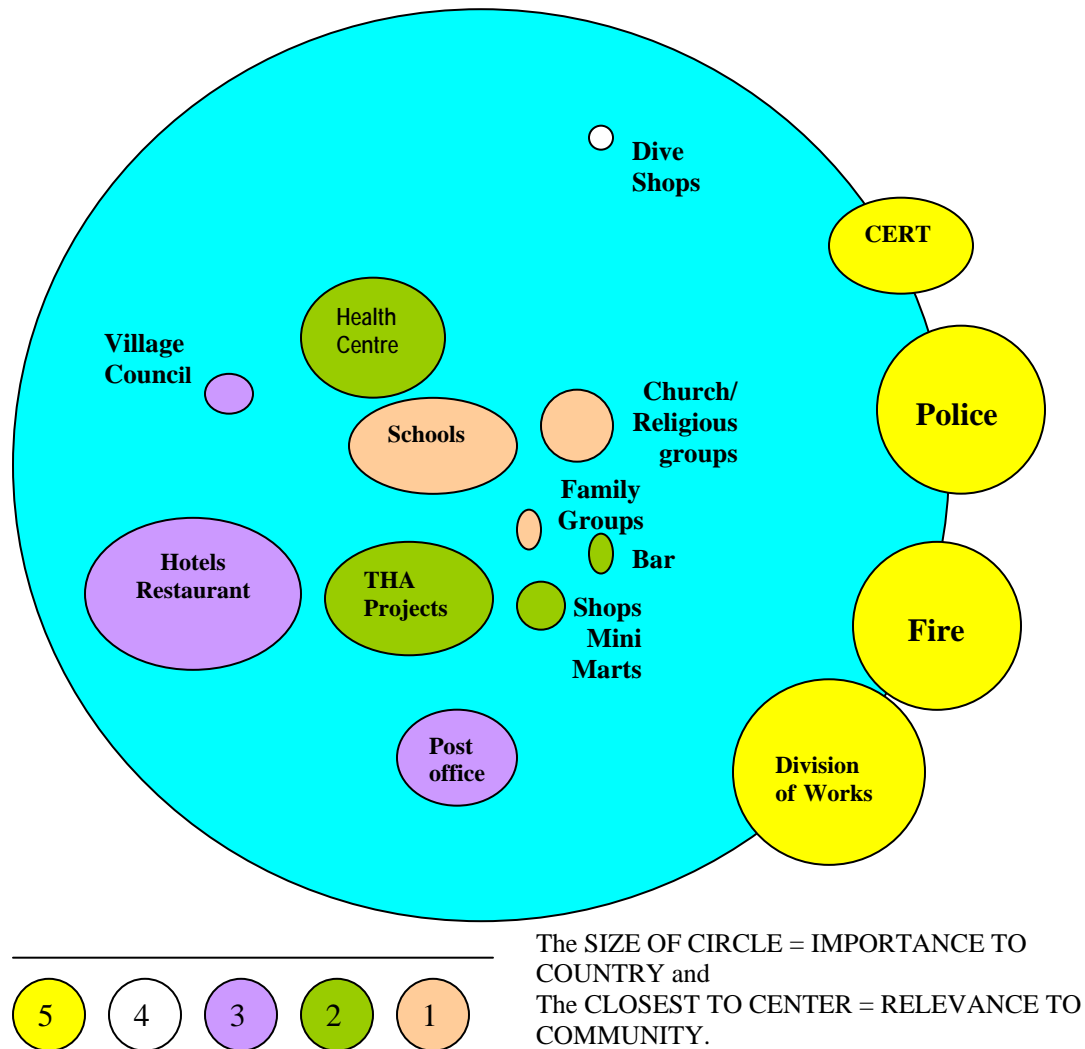 Dive
Shops
CERT
Health
Centre
Village
Council
Police
Church/
Religious
groups
Schools
Family
Groups
Bar
Hotels
Restaurant
THA
Projects
Shops
Mini
Marts
Fire
Post
office
Division
of Works
The SIZE OF CIRCLE = IMPORTANCE TO
COUNTRY and
The CLOSEST TO CENTER = RELEVANCE TO
COMMUNITY.
5 4 3 2 1